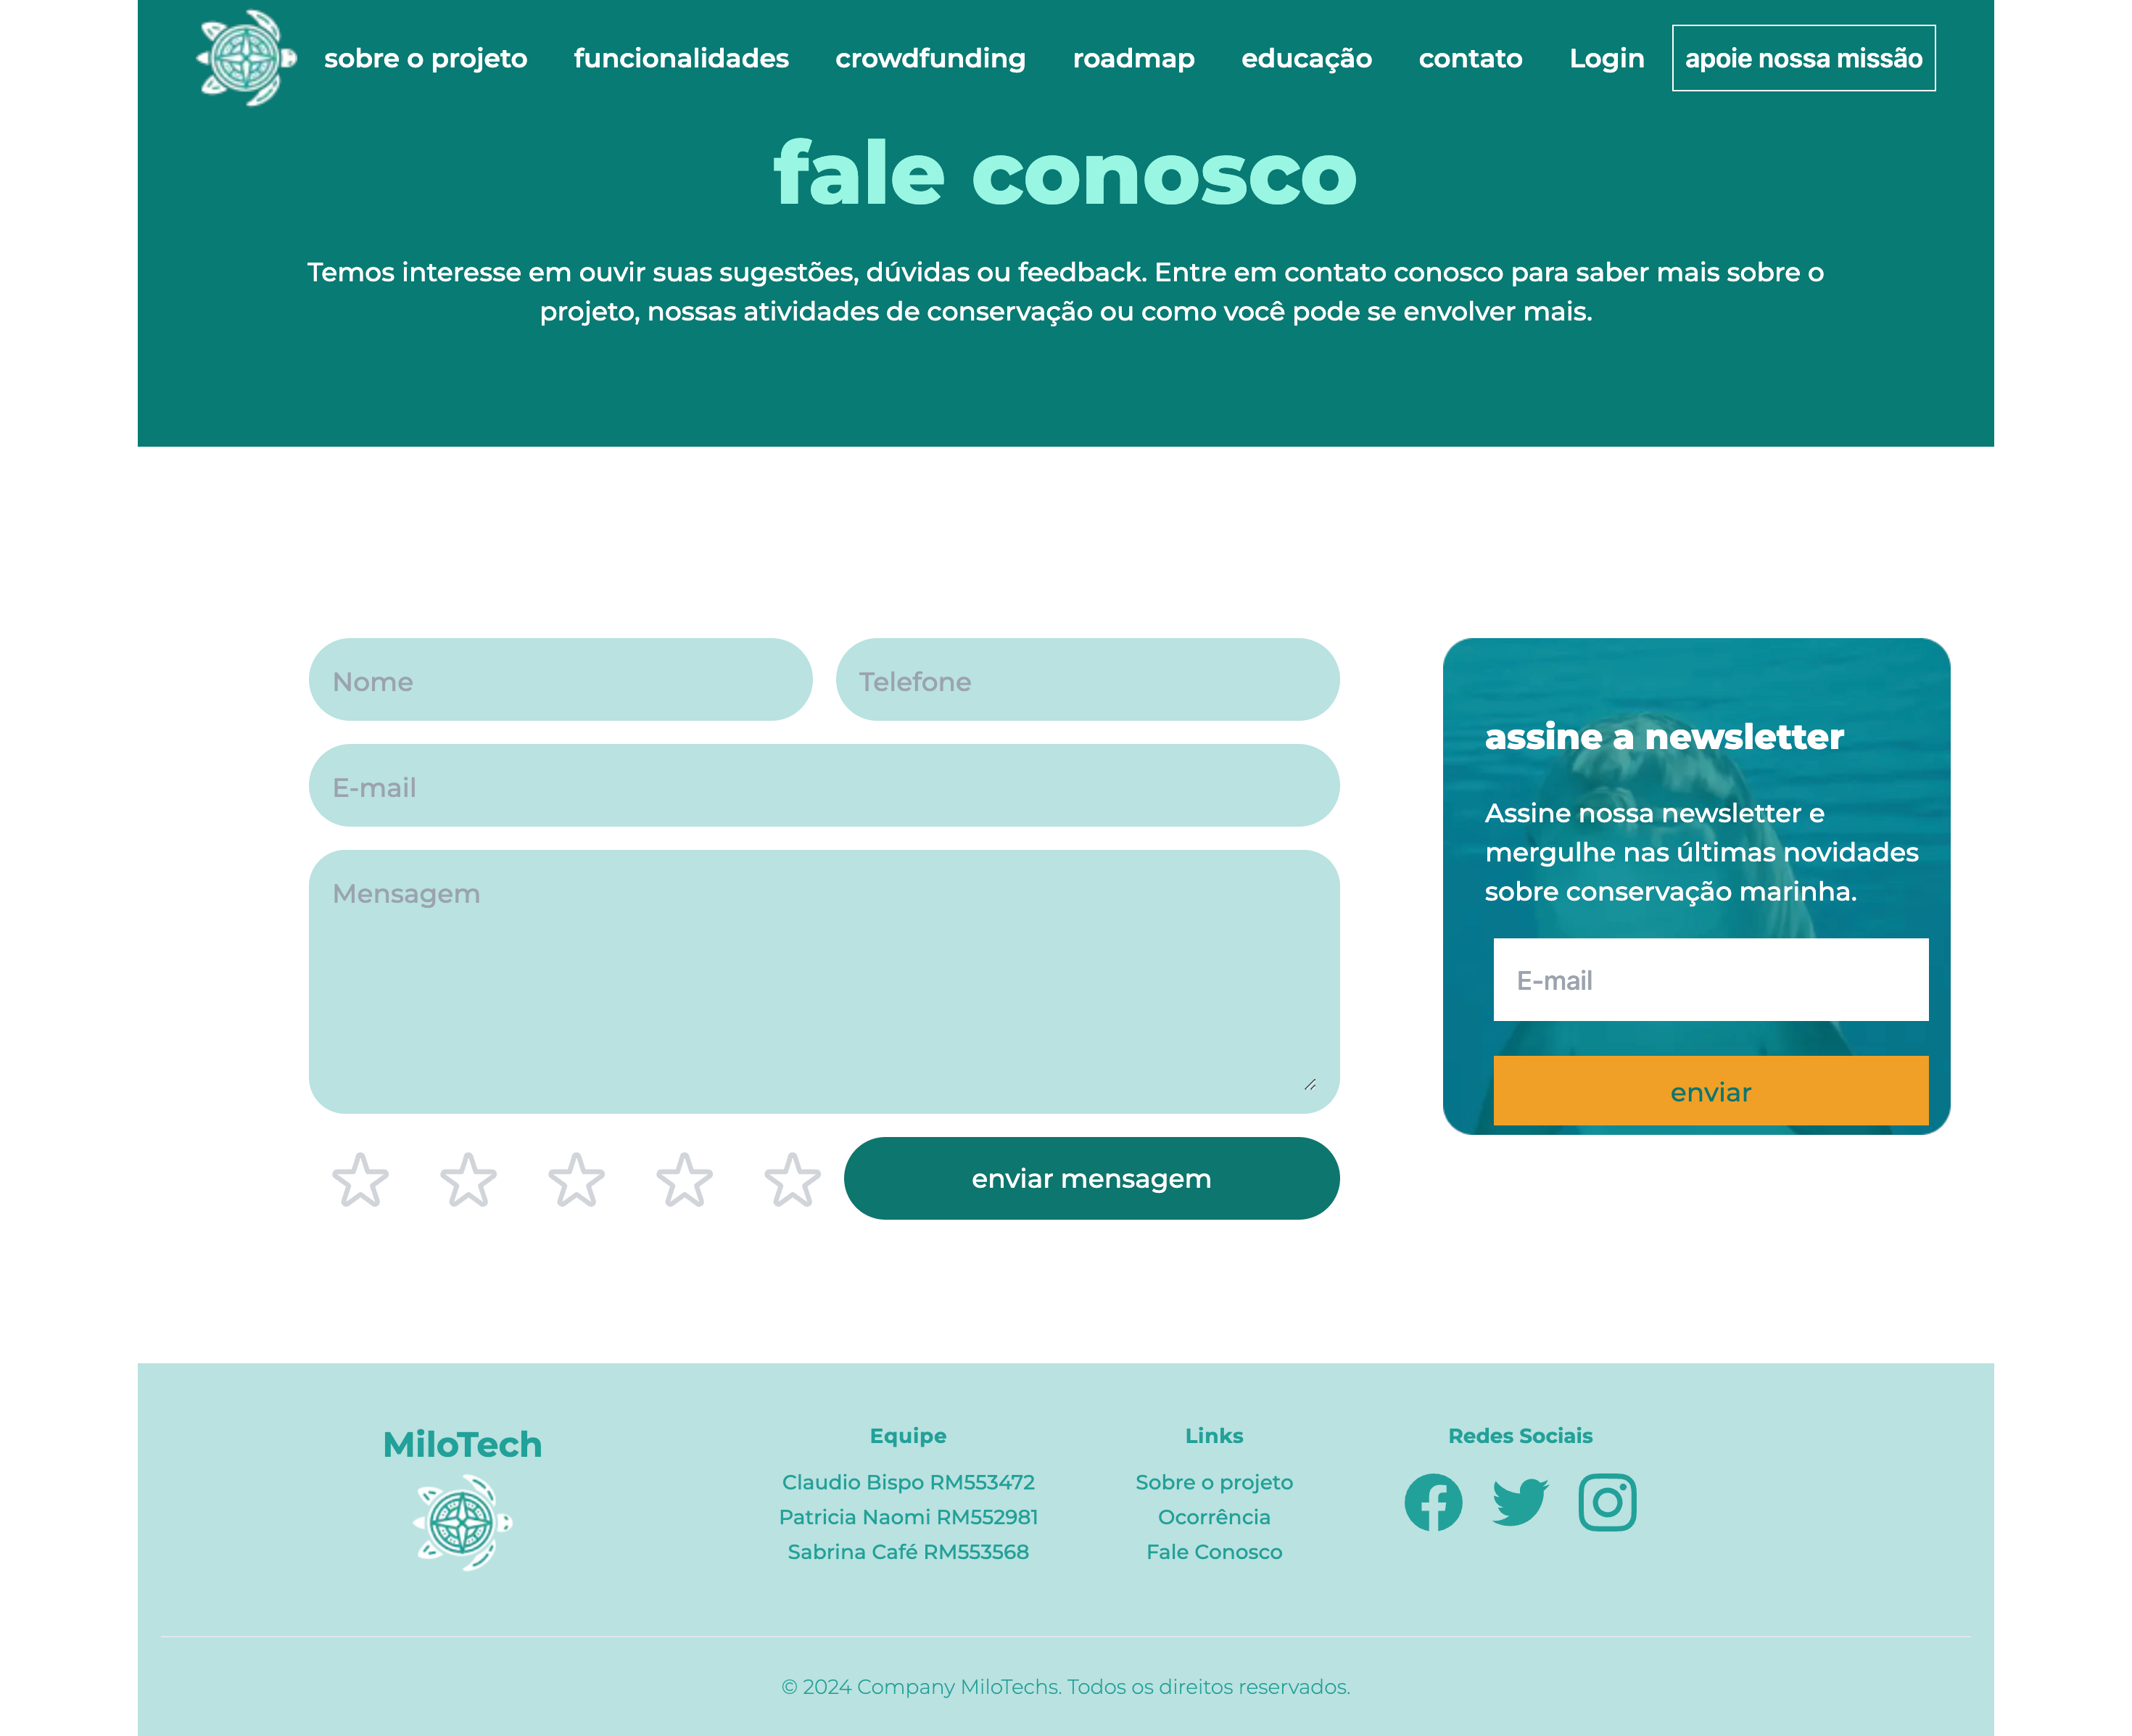 sobre o projeto funcionalidades crowdfunding roadmap educação contato Login apoie nossa missão
fale conosco
Temos interesse em ouvir suas sugestões, dúvidas ou feedback. Entre em contato conosco para saber mais sobre o
projeto, nossas atividades de conservação ou como você pode se envolver mais.
Nome
Telefone
E-mail
Mensagem
enviar mensagem
assine a newsletter
Assine nossa newsletter e
mergulhe nas últimas novidades
sobre conservação marinha.
E-mail
enviar
MiloTech
Equipe
Claudio Bispo RM553472
Patricia Naomi RM552981
Sabrina Café RM553568
Links
Sobre o projeto
Ocorrência
Fale Conosco
Redes Sociais
© 2024 Company MiloTechs. Todos os direitos reservados.